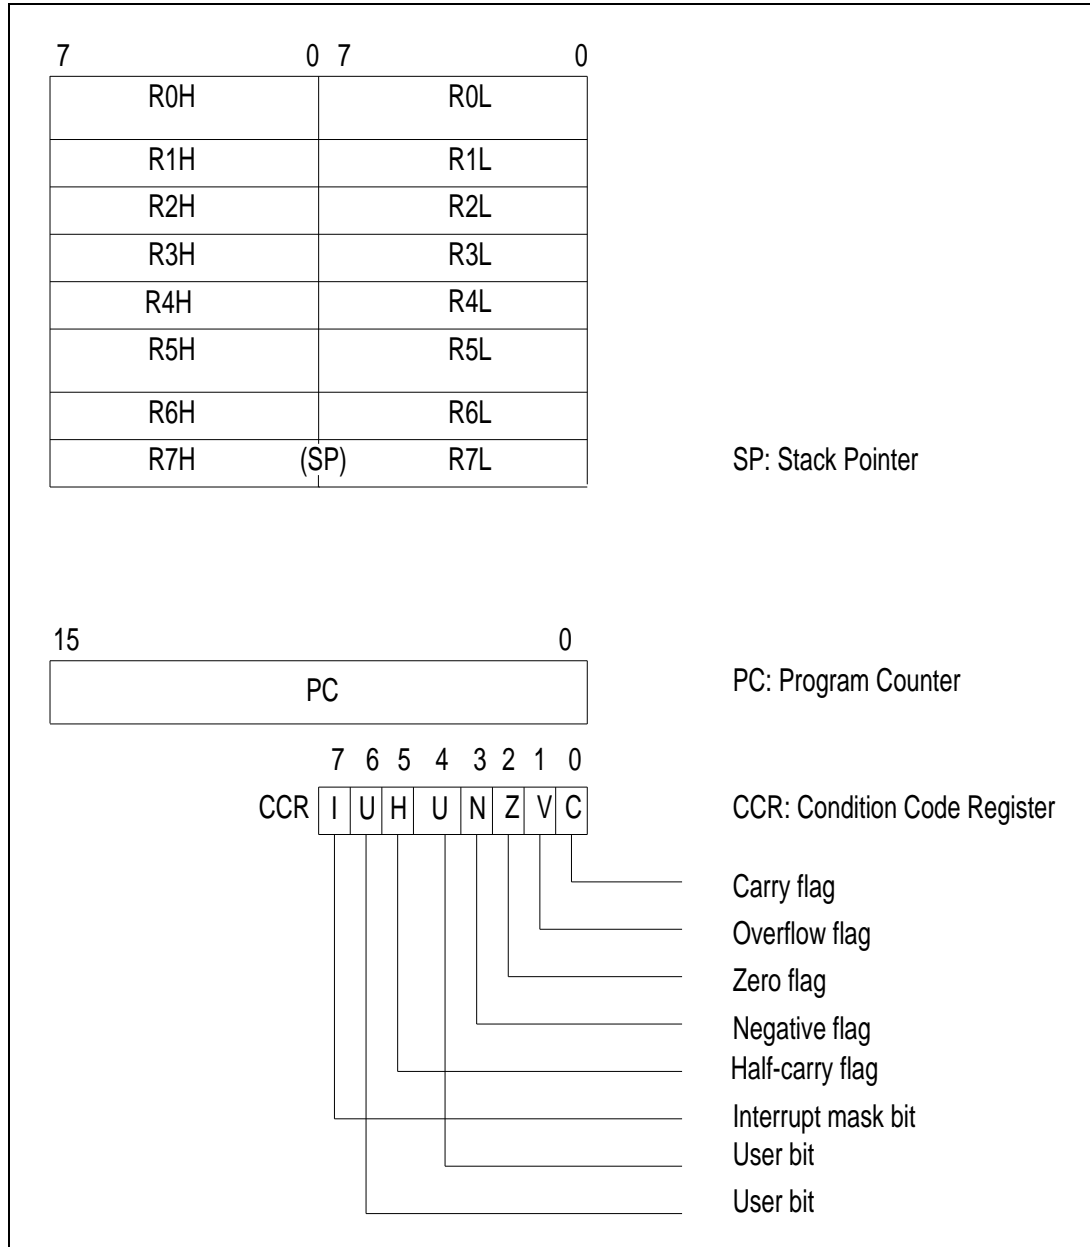 7 0 7 0
R0H R0L
R1H R1L
R2H R2L
R3H R3L
R4H R4L
R5H R5L
R6H R6L
R7H (SP) R7L SP: Stack Pointer
15 0
PC PC: Program Counter
7 6 5 4 3 2 1 0
CCR I U H U N Z V C CCR: Condition Code Register
Carry flag
Overflow flag
Zero flag
Negative flag
Half-carry flag
Interrupt mask bit
User bit
User bit